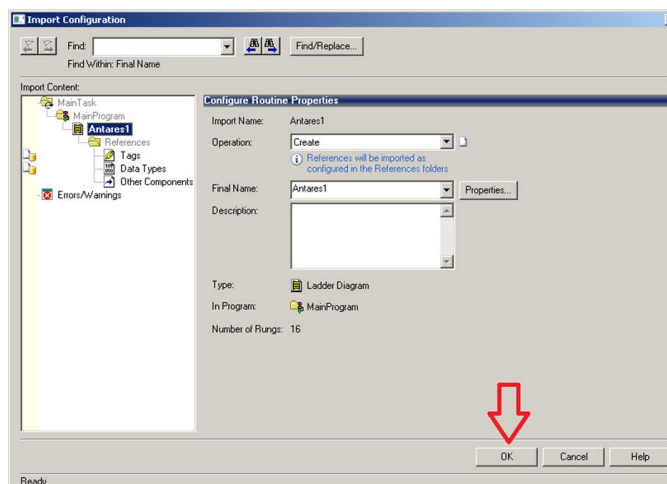 Import Configuration
Find:
Find/Replace...
Find Within: Final Name
Import Content:
MainTask
MainProgram
Antares1
References
Tags
Data Types
Other Components
Errors/Warnings
Configure Routine Properties
Import Name: Antares1
Operation: Create
References will be imported as
configured in the References folders
Final Name: Antares1 Properties...
Description:
Type: Ladder Diagram
In Program: MainProgram
Number of Rungs: 16
OK Cancel Help
Ready